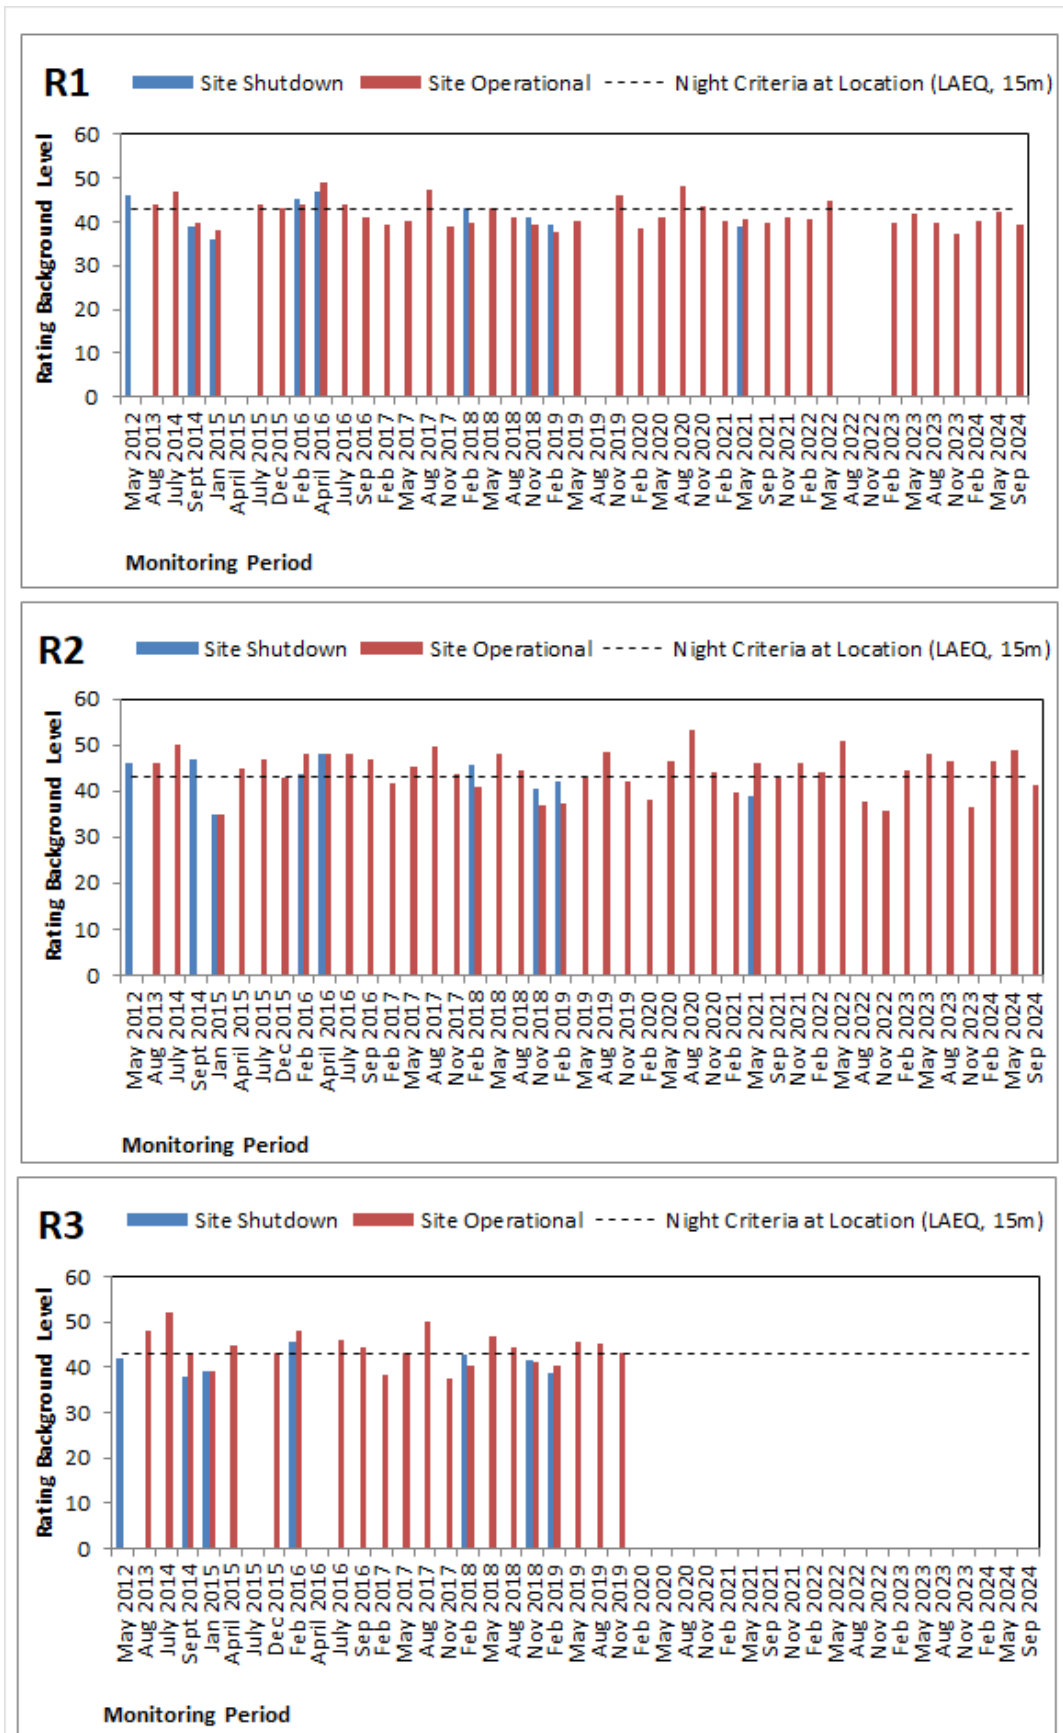 R1 Site Shutdown Site Operational Night Criteria at Location (LAEQ, 15m)
Rating Background Level
60
50
40
30
20
10
0
May 2012
Aug 2013
July 2014
Sept 2014
Jan 2015
April 2015
July 2015
Dec 2015
Feb 2016
April 2016
July 2016
Sep 2016
Feb 2017
May 2017
Aug 2017
Nov 2017
Feb 2018
May 2018
Aug 2018
Nov 2018
Feb 2019
May 2019
Aug 2019
Nov 2019
Feb 2020
May 2020
Aug 2020
Nov 2020
Feb 2021
May 2021
Sep 2021
Nov 2021
Feb 2022
May 2022
Aug 2022
Nov 2022
Feb 2023
May 2023
Aug 2023
Nov 2023
Feb 2024
May 2024
Sep 2024
Monitoring Period
R2 Site Shutdown Site Operational Night Criteria at Location (LAEQ, 15m)
Rating Background Level
60
50
40
30
20
10
0
May 2012
Aug 2013
July 2014
Sept 2014
Jan 2015
April 2015
July 2015
Dec 2015
Feb 2016
April 2016
July 2016
Sep 2016
Feb 2017
May 2017
Aug 2017
Nov 2017
Feb 2018
May 2018
Aug 2018
Nov 2018
Feb 2019
May 2019
Aug 2019
Nov 2019
Feb 2020
May 2020
Aug 2020
Nov 2020
Feb 2021
May 2021
Sep 2021
Nov 2021
Feb 2022
May 2022
Aug 2022
Nov 2022
Feb 2023
May 2023
Aug 2023
Nov 2023
Feb 2024
May 2024
Sep 2024
Monitoring Period
R3 Site Shutdown Site Operational Night Criteria at Location (LAEQ, 15m)
Rating Background Level
60
50
40
30
20
10
0
May 2012
Aug 2013
July 2014
Sept 2014
Jan 2015
April 2015
July 2015
Dec 2015
Feb 2016
April 2016
July 2016
Sep 2016
Feb 2017
May 2017
Aug 2017
Nov 2017
Feb 2018
May 2018
Aug 2018
Nov 2018
Feb 2019
May 2019
Aug 2019
Nov 2019
Feb 2020
May 2020
Aug 2020
Nov 2020
Feb 2021
May 2021
Sep 2021
Nov 2021
Feb 2022
May 2022
Aug 2022
Nov 2022
Feb 2023
May 2023
Aug 2023
Nov 2023
Feb 2024
May 2024
Sep 2024
Monitoring Period